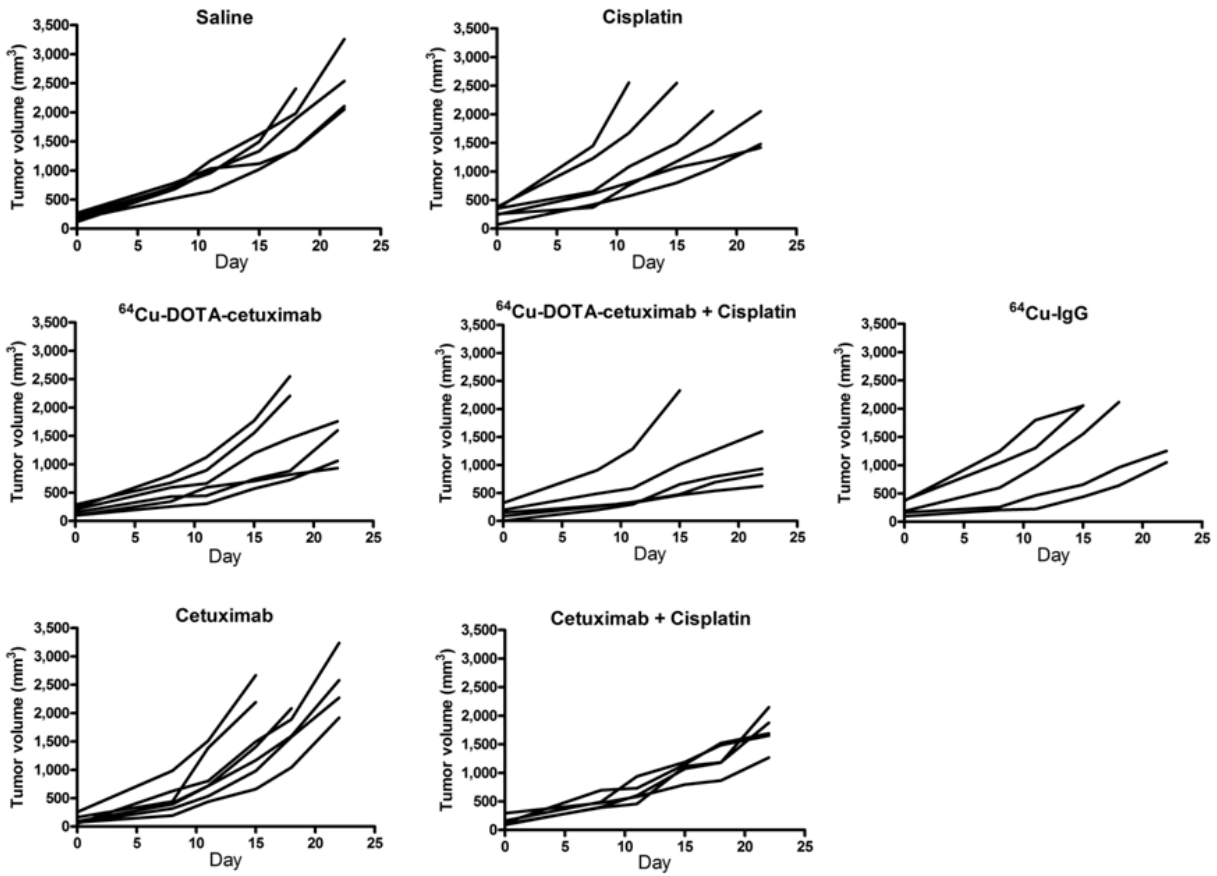 Saline
Tumor volume (mm³)
3,500
3,000
2,500
2,000
1,500
1,000
500
0
0 5 10 15 20 25
Day
Cisplatin
Tumor volume (mm³)
3,500
3,000
2,500
2,000
1,500
1,000
500
0
0 5 10 15 20 25
Day
⁶⁴Cu-DOTA-cetuximab
Tumor volume (mm³)
3,500
3,000
2,500
2,000
1,500
1,000
500
0
0 5 10 15 20 25
Day
⁶⁴Cu-DOTA-cetuximab + Cisplatin
Tumor volume (mm³)
3,500
3,000
2,500
2,000
1,500
1,000
500
0
0 5 10 15 20 25
Day
⁶⁴Cu-IgG
Tumor volume (mm³)
3,500
3,000
2,500
2,000
1,500
1,000
500
0
0 5 10 15 20 25
Day
Cetuximab
Tumor volume (mm³)
3,500
3,000
2,500
2,000
1,500
1,000
500
0
0 5 10 15 20 25
Day
Cetuximab + Cisplatin
Tumor volume (mm³)
3,500
3,000
2,500
2,000
1,500
1,000
500
0
0 5 10 15 20 25
Day